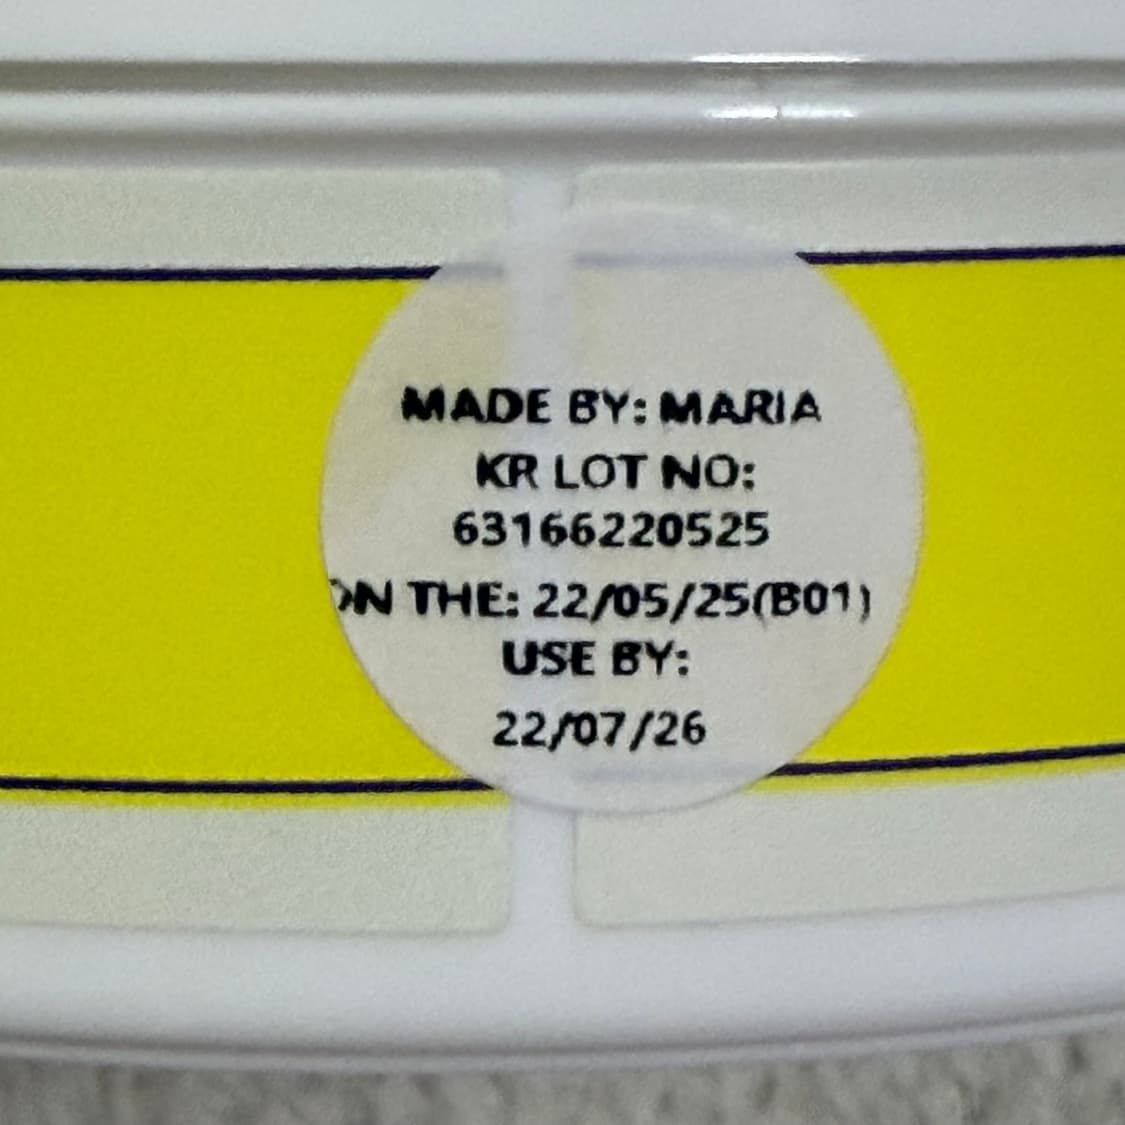 MADE BY: MARIA
KR LOT NO:
63166220525
ON THE: 22/05/25(B01)
USE BY:
22/07/26